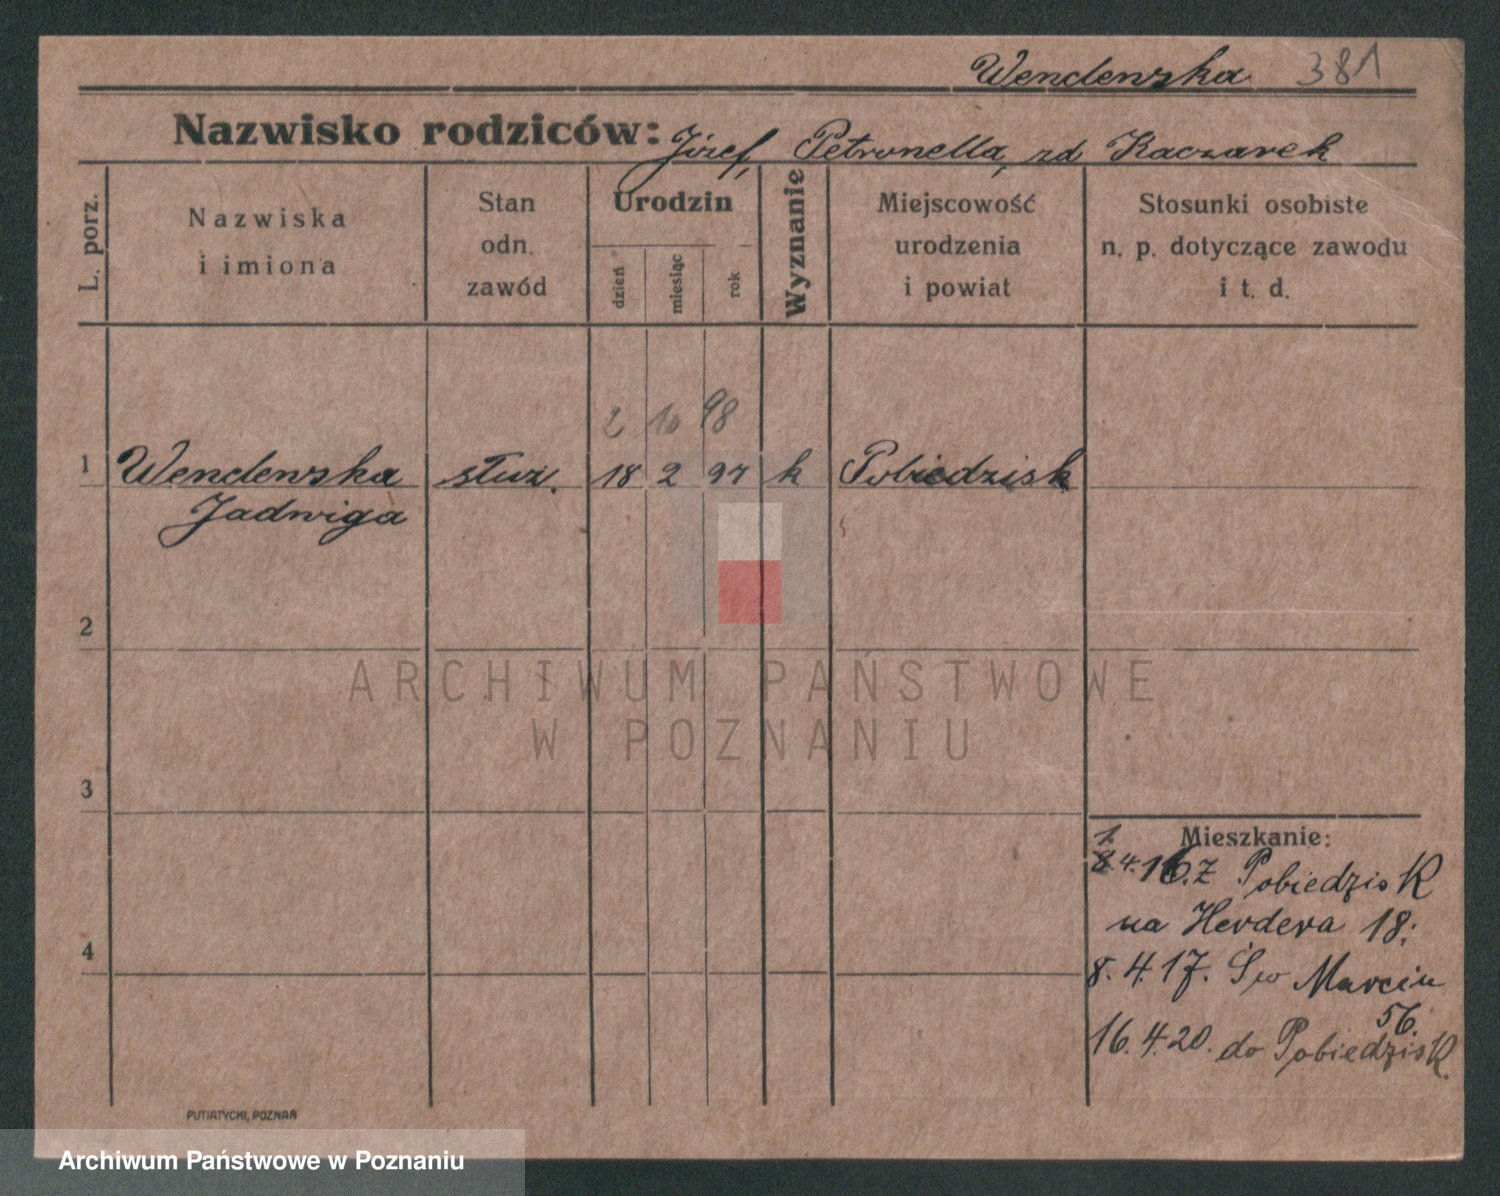 Wenclewska 381
Nazwisko rodziców: Józef, Petronella, zd Kaczarek
L. porz.
Nazwiska
i imiona
Stan
odn.
zawód
Urodzin
dzień
miesiąc
rok
Wyznanie
Miejscowość
urodzenia
i powiat
Stosunki osobiste
n. p. dotyczące zawodu
i t. d.
2 10 98
1 Wenclewska służ. 18 2 97 k Pobiedzisk
Jadwiga
2
3
4
Mieszkanie:
8.4.16. z Pobiedzisk
na Herdera 18.
8.4.17. Św Marcin
56.
16.4.20. do Pobiedzisk.
PUTIATYCKI, POZNAŃ
ARCHIWUM PAŃSTWOWE
W POZNANIU
Archiwum Państwowe w Poznaniu